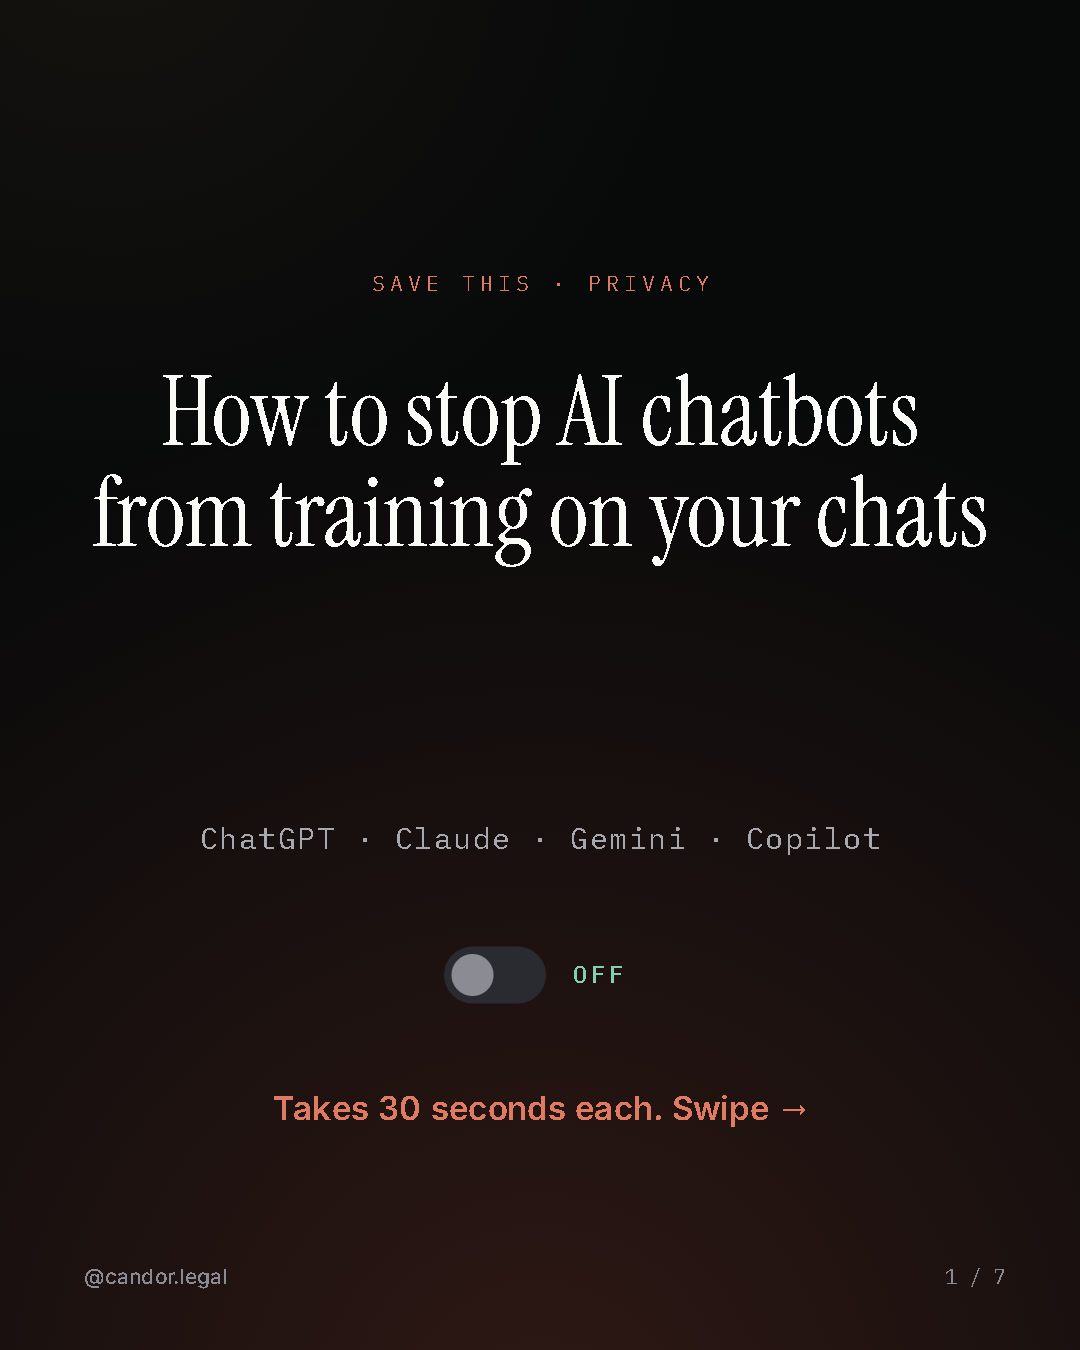 SAVE THIS · PRIVACY
How to stop AI chatbots
from training on your chats
ChatGPT · Claude · Gemini · Copilot
OFF
Takes 30 seconds each. Swipe →
@candor.legal
1 / 7